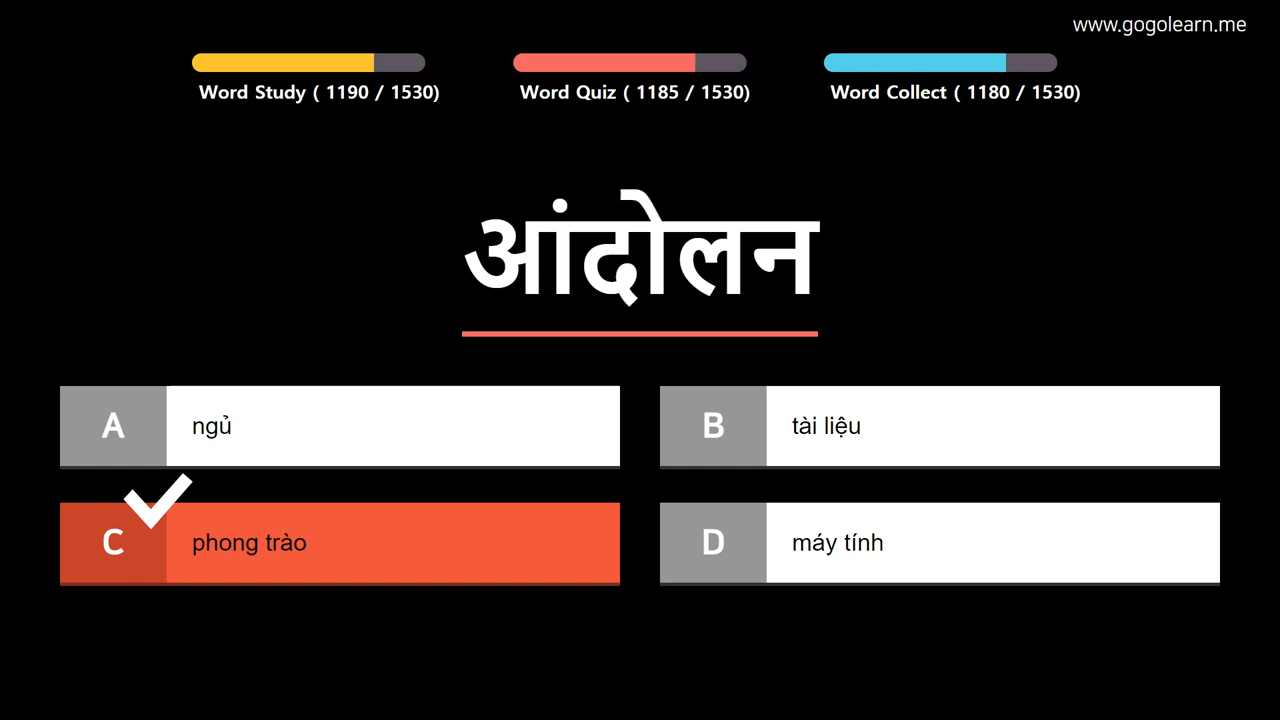 www.gogolearn.me
Word Study ( 1190 / 1530)
Word Quiz ( 1185 / 1530)
Word Collect ( 1180 / 1530)
आंदोलन
A ngủ
B tài liệu
C phong trào
D máy tính